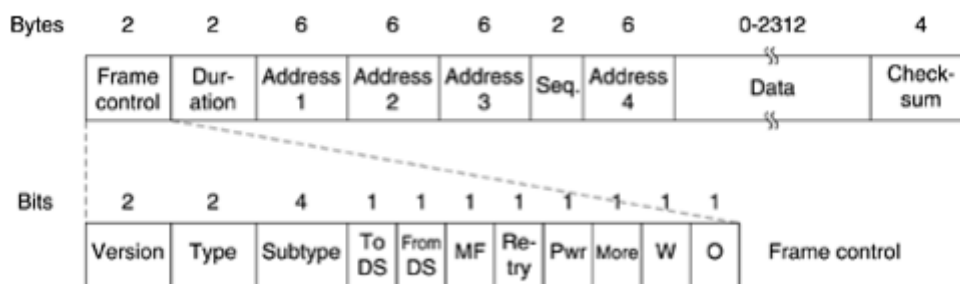 Bytes 2 2 6 6 6 2 6 0-2312 4
Frame control Dur- ation Address 1 Address 2 Address 3 Seq. Address 4 Data Check- sum
Bits 2 2 4 1 1 1 1 1 1 1 1
Version Type Subtype To DS From DS MF Re- try Pwr More W O Frame control